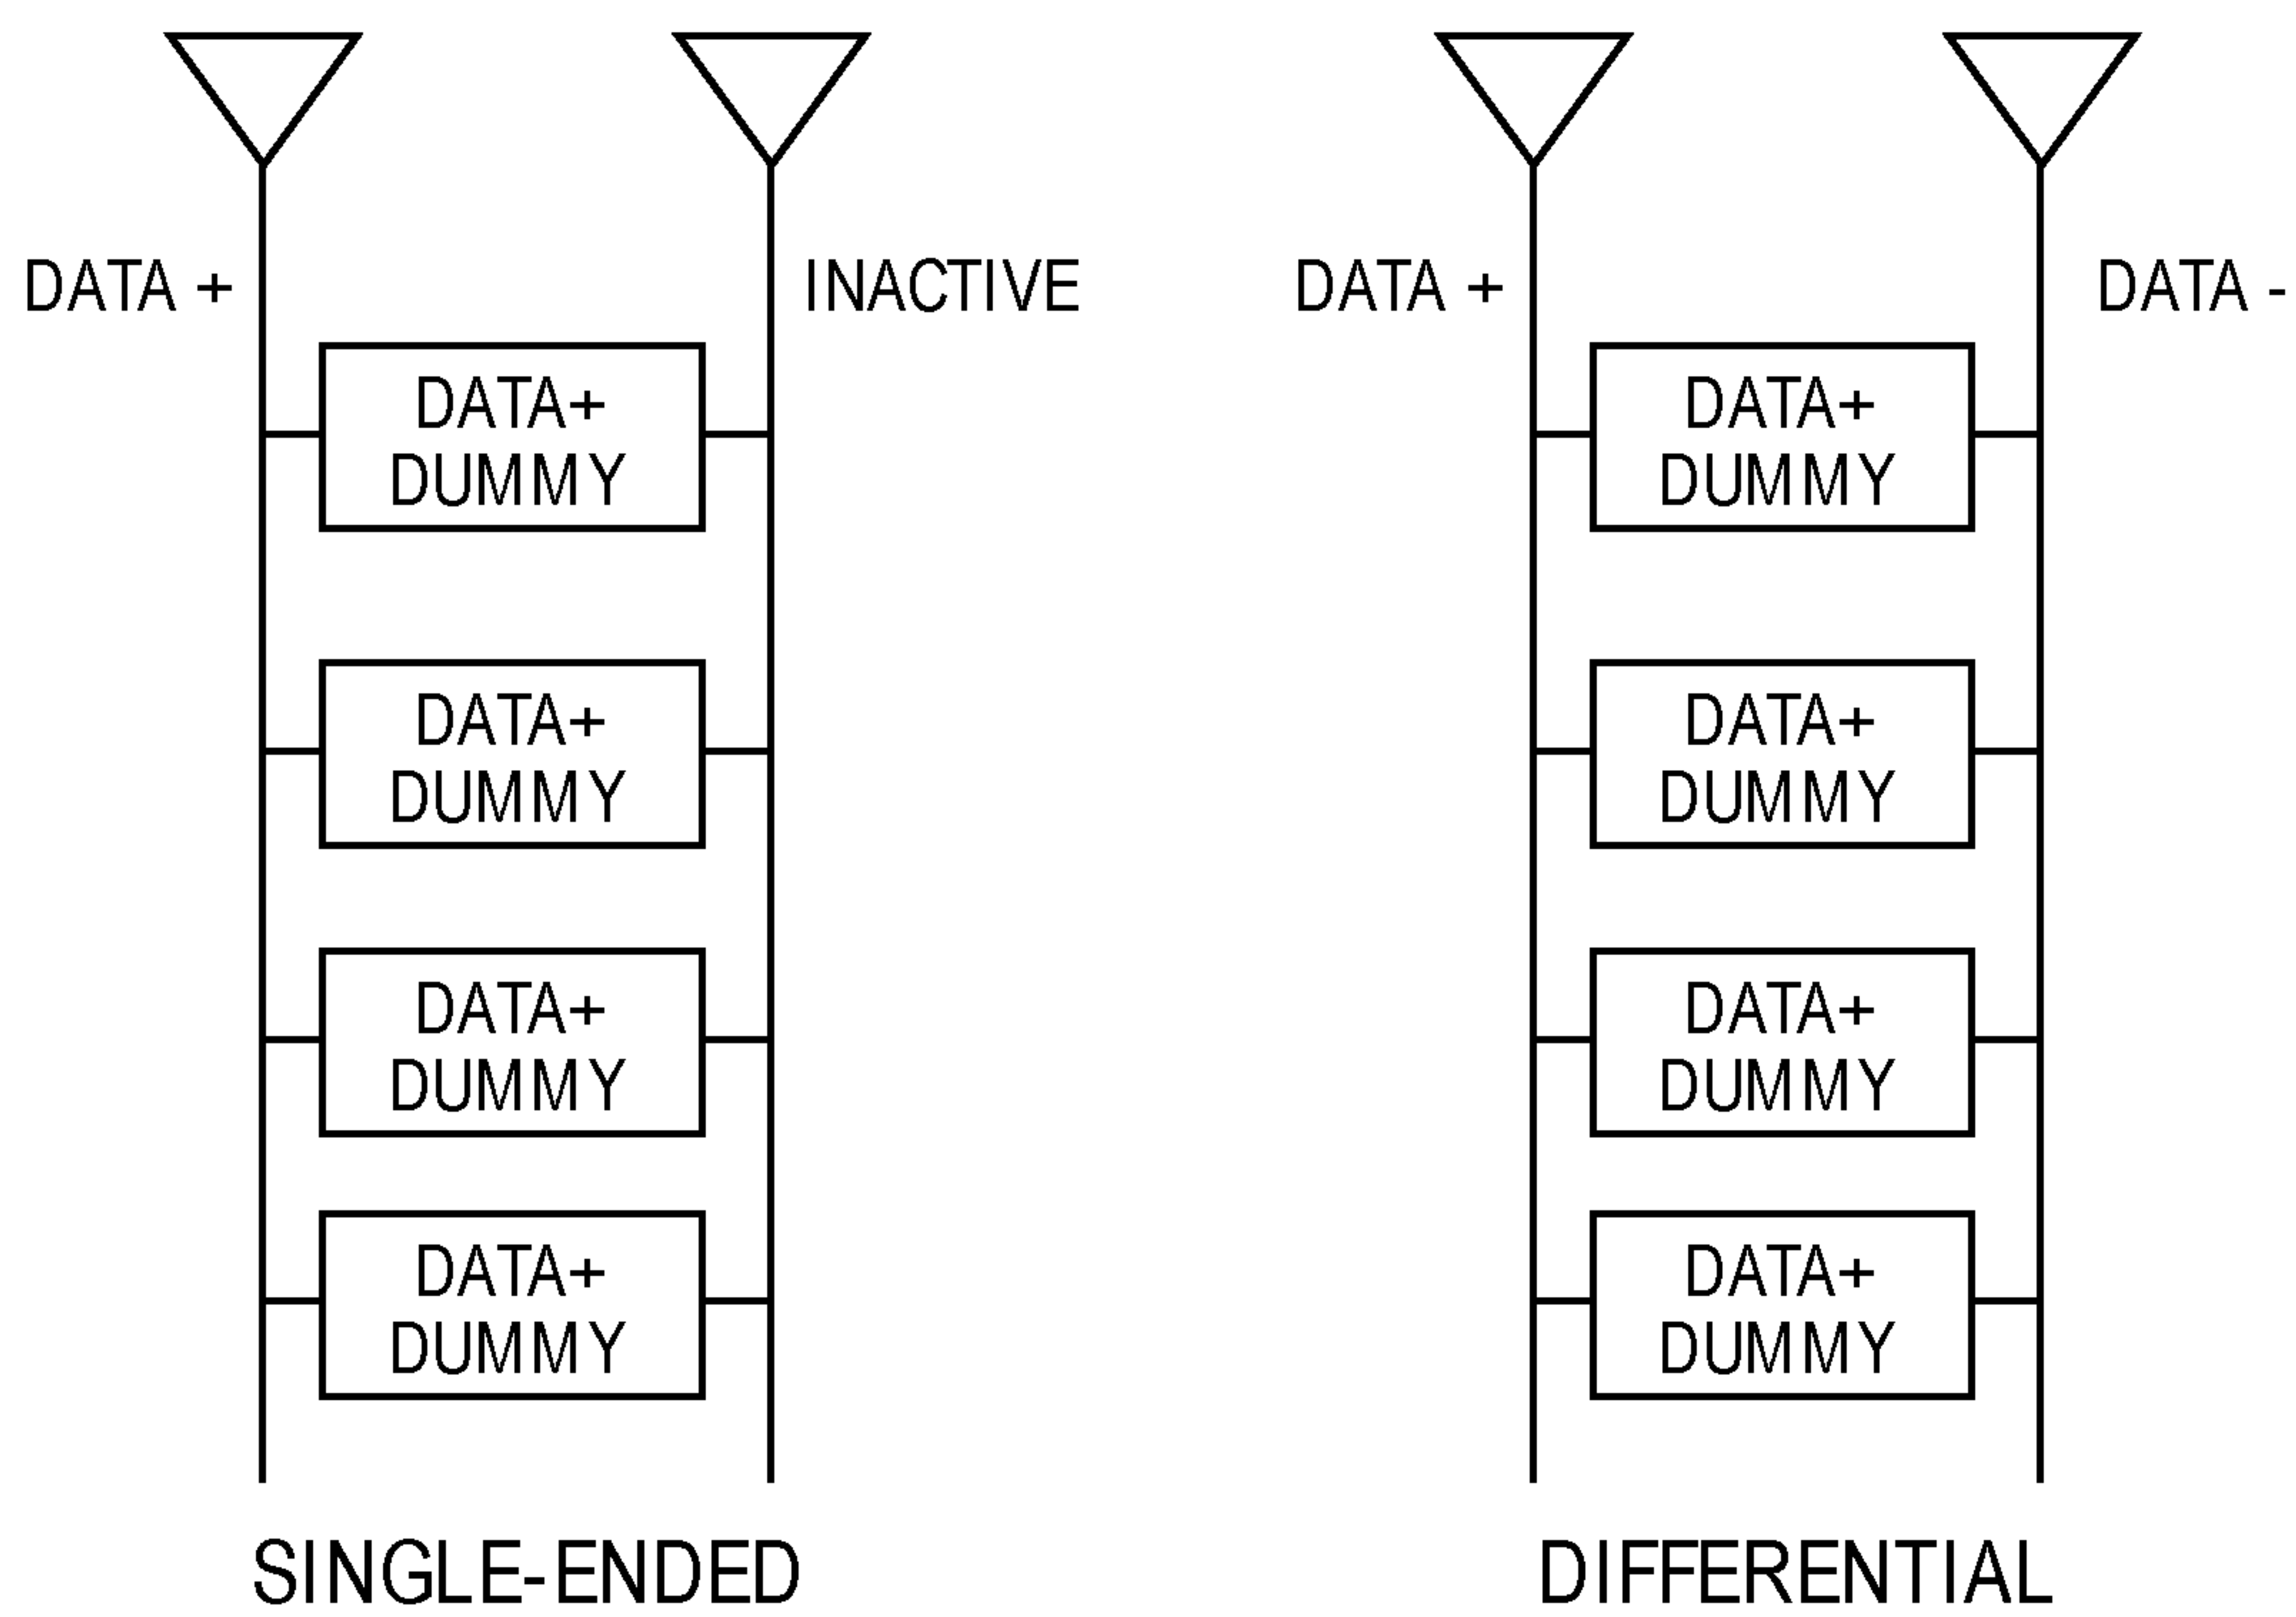 DATA +
INACTIVE
DATA+
DUMMY
DATA+
DUMMY
DATA+
DUMMY
DATA+
DUMMY
SINGLE-ENDED
DATA +
DATA -
DATA+
DUMMY
DATA+
DUMMY
DATA+
DUMMY
DATA+
DUMMY
DIFFERENTIAL